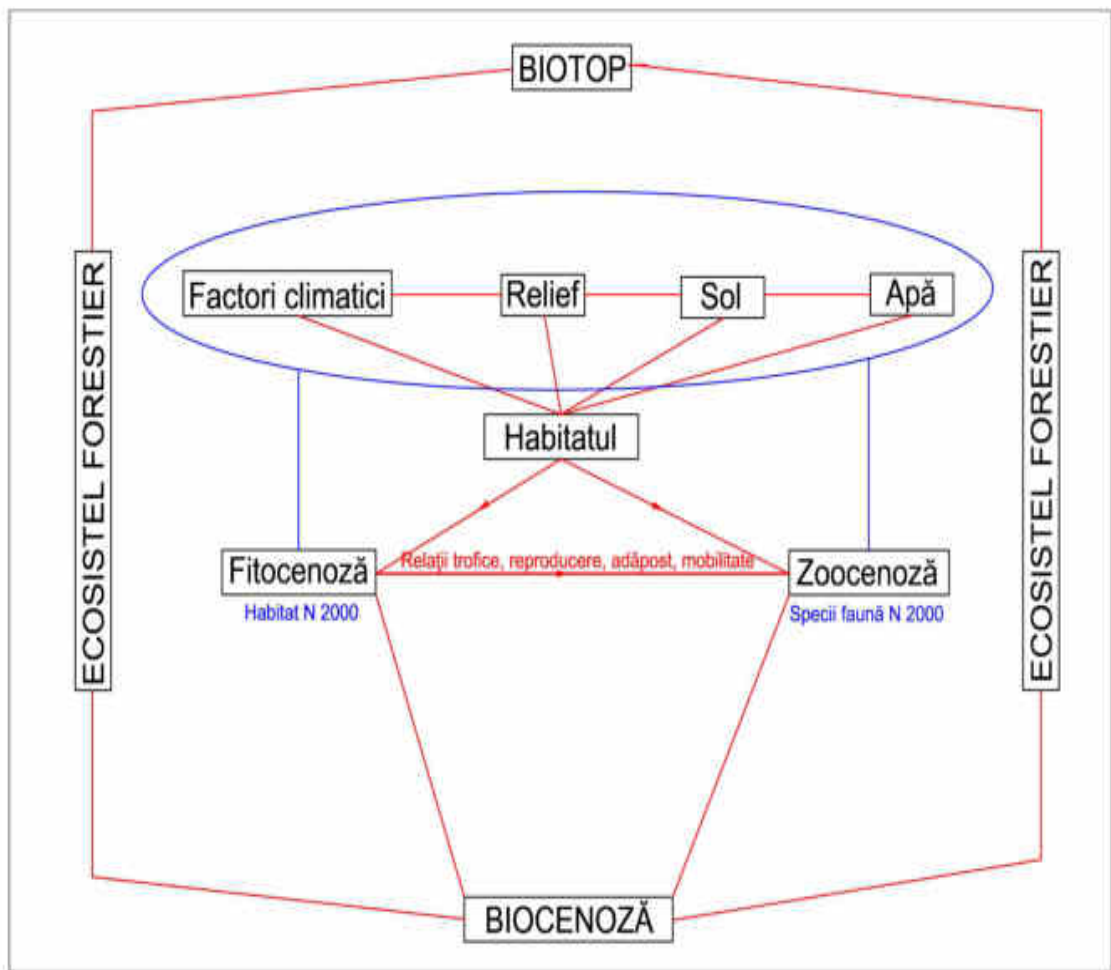 BIOTOP
ECOSISTEL FORESTIER
ECOSISTEL FORESTIER
Factori climatici
Relief
Sol
Apă
Habitatul
Relații trofice, reproducere, adăpost, mobilitate
Fitocenoză
Zoocenoză
Habitat N 2000
Specii faună N 2000
BIOCENOZĂ